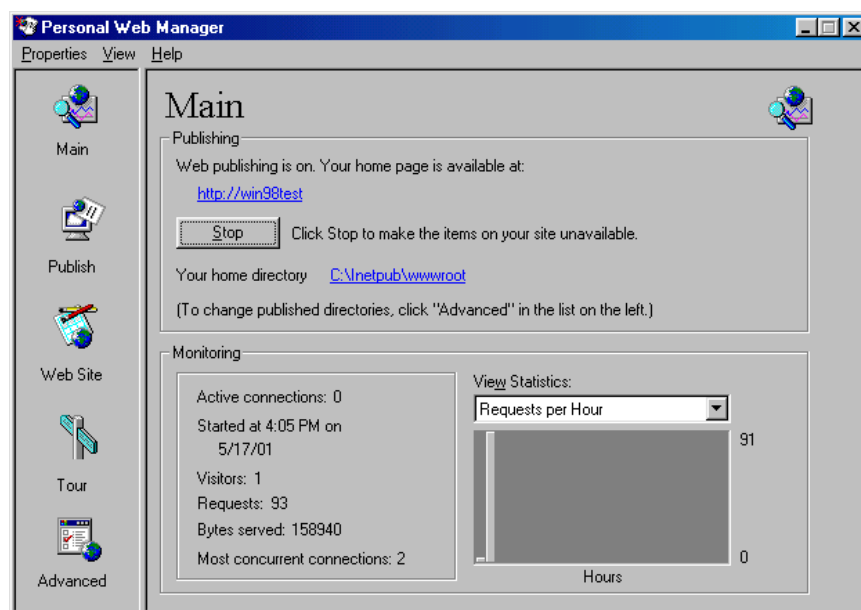 Personal Web Manager
Properties View Help
Main
Publish
Web Site
Tour
Advanced
Main
Publishing
Web publishing is on. Your home page is available at:
http://win98test
Stop Click Stop to make the items on your site unavailable.
Your home directory C:\Inetpub\wwwroot
(To change published directories, click "Advanced" in the list on the left.)
Monitoring
Active connections: 0
Started at 4:05 PM on
5/17/01
Visitors: 1
Requests: 93
Bytes served: 158940
Most concurrent connections: 2
View Statistics:
Requests per Hour
91
0
Hours